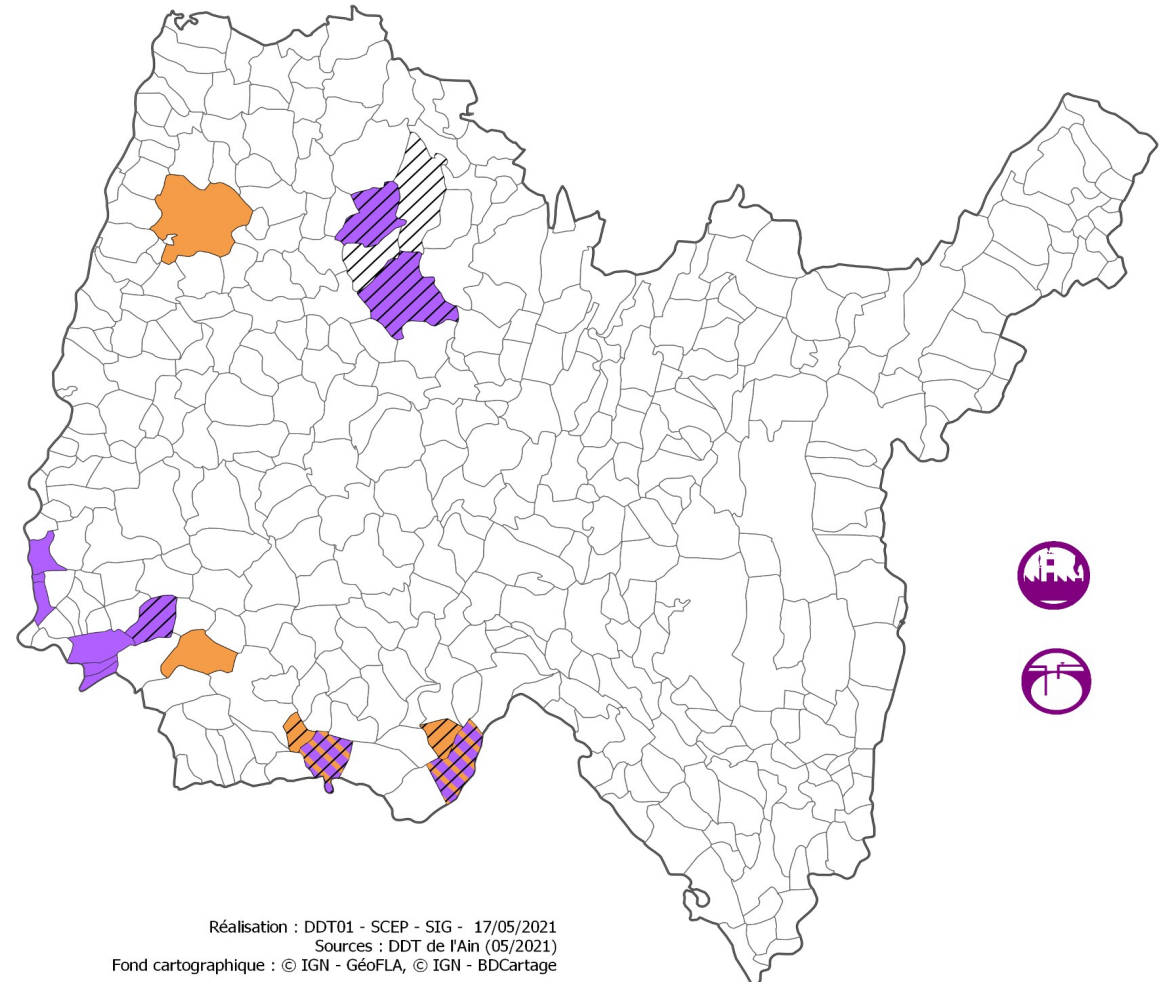 Réalisation : DDT01 - SCEP - SIG - 17/05/2021
Sources : DDT de l'Ain (05/2021)
Fond cartographique : © IGN - GéoFLA, © IGN - BDCartage